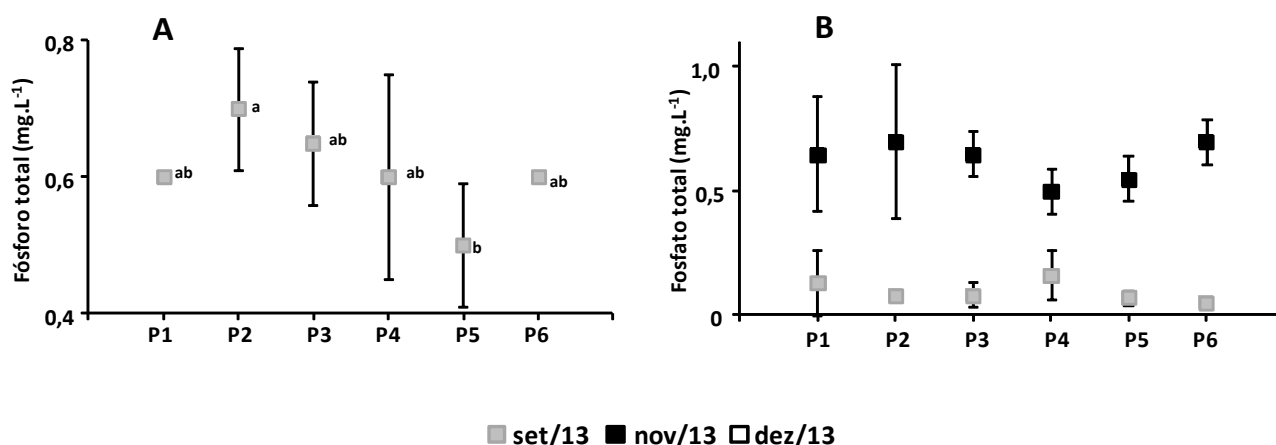 A
Fósforo total (mg.L-1)
0,8
0,6
0,4
ab
a
ab
ab
b
ab
P1 P2 P3 P4 P5 P6
B
Fosfato total (mg.L-1)
1,0
0,5
0
P1 P2 P3 P4 P5 P6
set/13 nov/13 dez/13